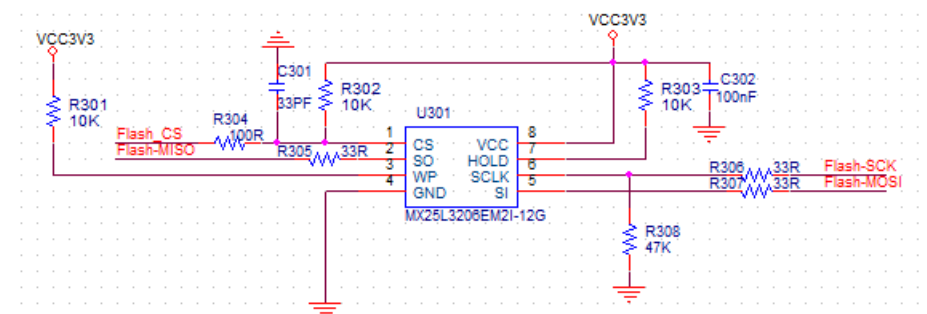 VCC3V3
VCC3V3
C301
33PF
R302
10K
R303
10K
C302
100nF
R301
10K
U301
R304
100R
Flash_CS
Flash-MISO
R305
33R
1
2
3
4
CS
SO
WP
GND
VCC
HOLD
SCLK
SI
8
7
6
5
R306
33R
Flash-SCK
R307
33R
Flash-MOSI
MX25L3206EM2I-12G
R308
47K